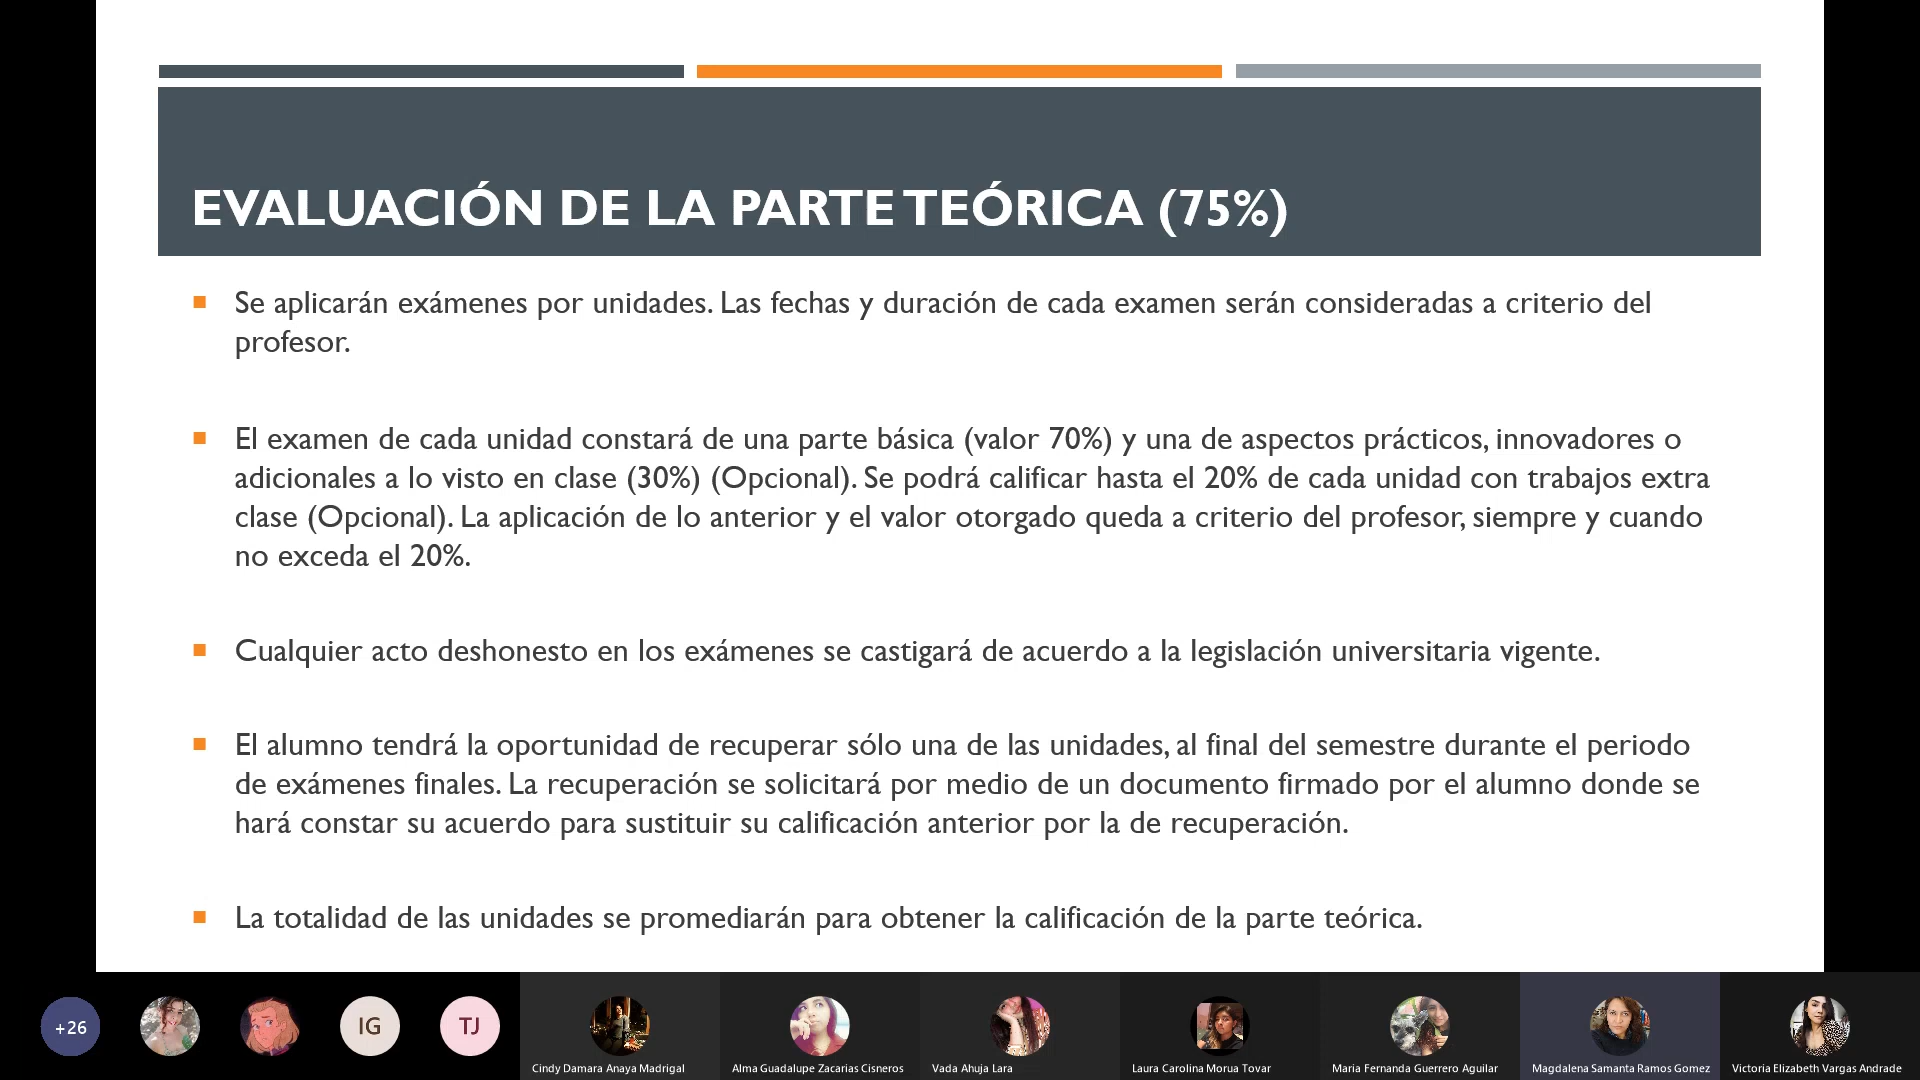 EVALUACIÓN DE LA PARTE TEÓRICA (75%)
Se aplicarán exámenes por unidades. Las fechas y duración de cada examen serán consideradas a criterio del
profesor.
El examen de cada unidad constará de una parte básica (valor 70%) y una de aspectos prácticos, innovadores o
adicionales a lo visto en clase (30%) (Opcional). Se podrá calificar hasta el 20% de cada unidad con trabajos extra
clase (Opcional). La aplicación de lo anterior y el valor otorgado queda a criterio del profesor, siempre y cuando
no exceda el 20%.
Cualquier acto deshonesto en los exámenes se castigará de acuerdo a la legislación universitaria vigente.
El alumno tendrá la oportunidad de recuperar sólo una de las unidades, al final del semestre durante el periodo
de exámenes finales. La recuperación se solicitará por medio de un documento firmado por el alumno donde se
hará constar su acuerdo para sustituir su calificación anterior por la de recuperación.
La totalidad de las unidades se promediarán para obtener la calificación de la parte teórica.
+26
IG
TJ
Cindy Damara Anaya Madrigal
Alma Guadalupe Zacarias Cisneros
Vada Ahuja Lara
Laura Carolina Morua Tovar
Maria Fernanda Guerrero Aguilar
Magdalena Samanta Ramos Gomez
Victoria Elizabeth Vargas Andrade